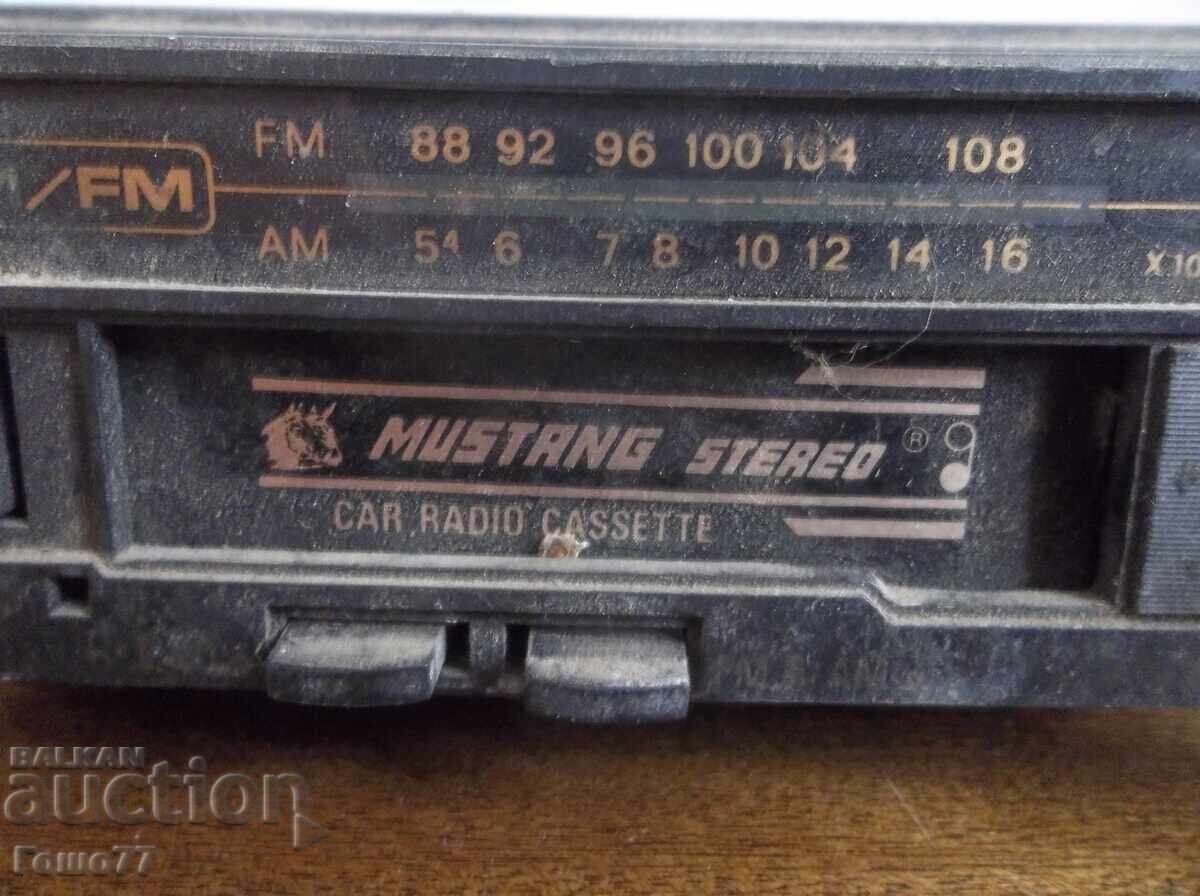 FM 88 92 96 100 104 108
/FM
AM 54 6 7 8 10 12 14 16 X10
MUSTANG STEREO ®
CAR RADIO CASSETTE
BALKAN
auction
Гошо77